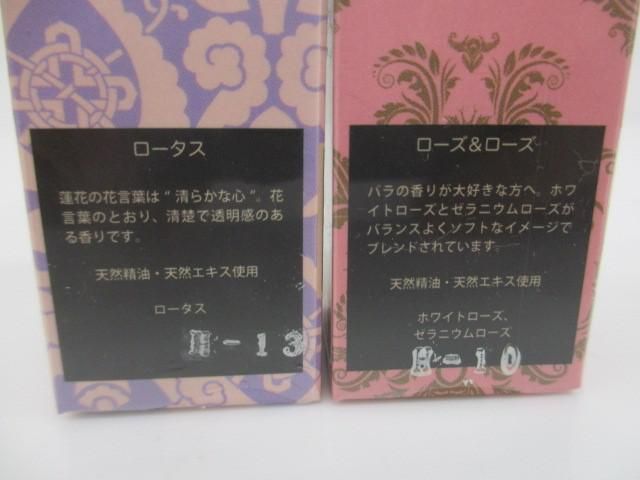 ロータス
蓮花の花言葉は“清らかな心”。花
言葉のとおり、清楚で透明感のあ
る香りです。
天然精油・天然エキス使用
ロータス
H-13
ローズ&ローズ
バラの香りが大好きな方へ。ホワ
イトローズとゼラニウムローズが
バランスよくソフトなイメージで
ブレンドされています。
天然精油・天然エキス使用
ホワイトローズ、
ゼラニウムローズ
H-10